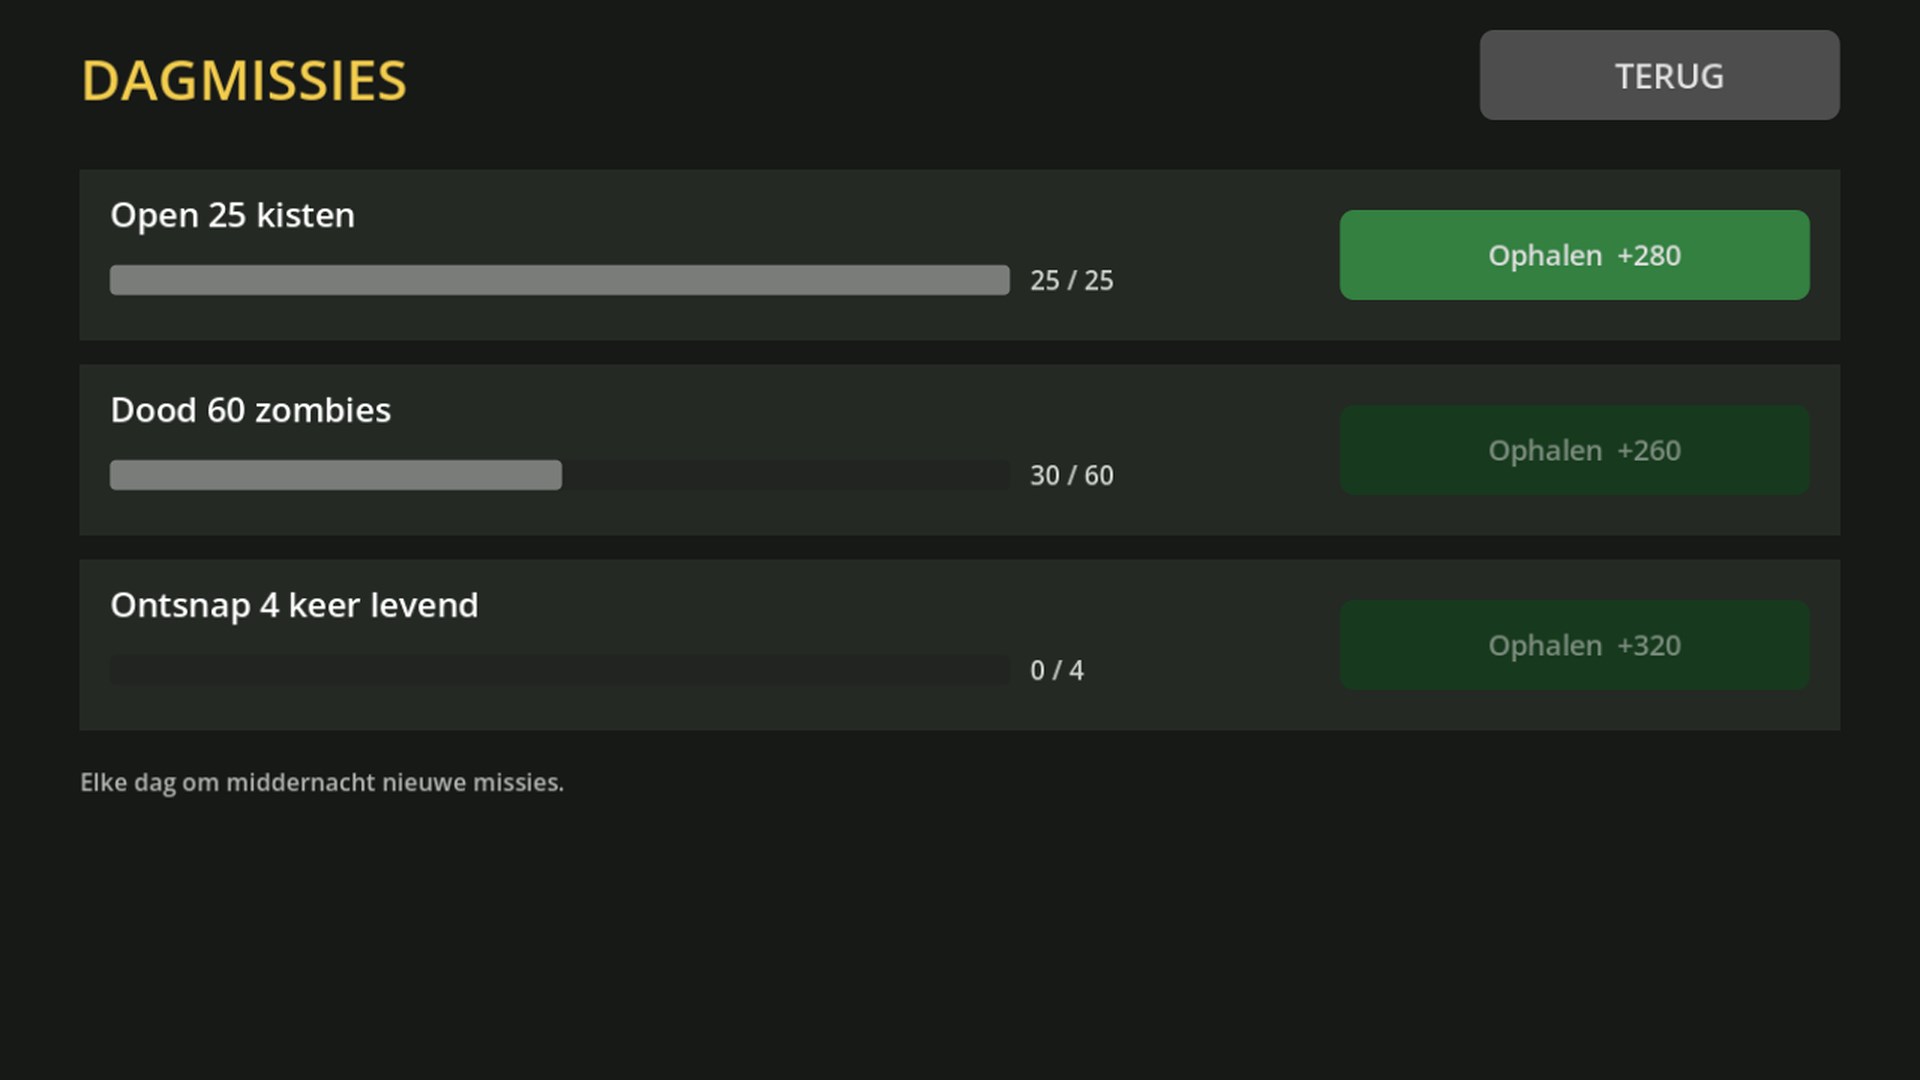 DAGMISSIES
TERUG
Open 25 kisten
25 / 25
Ophalen +280
Dood 60 zombies
30 / 60
Ophalen +260
Ontsnap 4 keer levend
0 / 4
Ophalen +320
Elke dag om middernacht nieuwe missies.